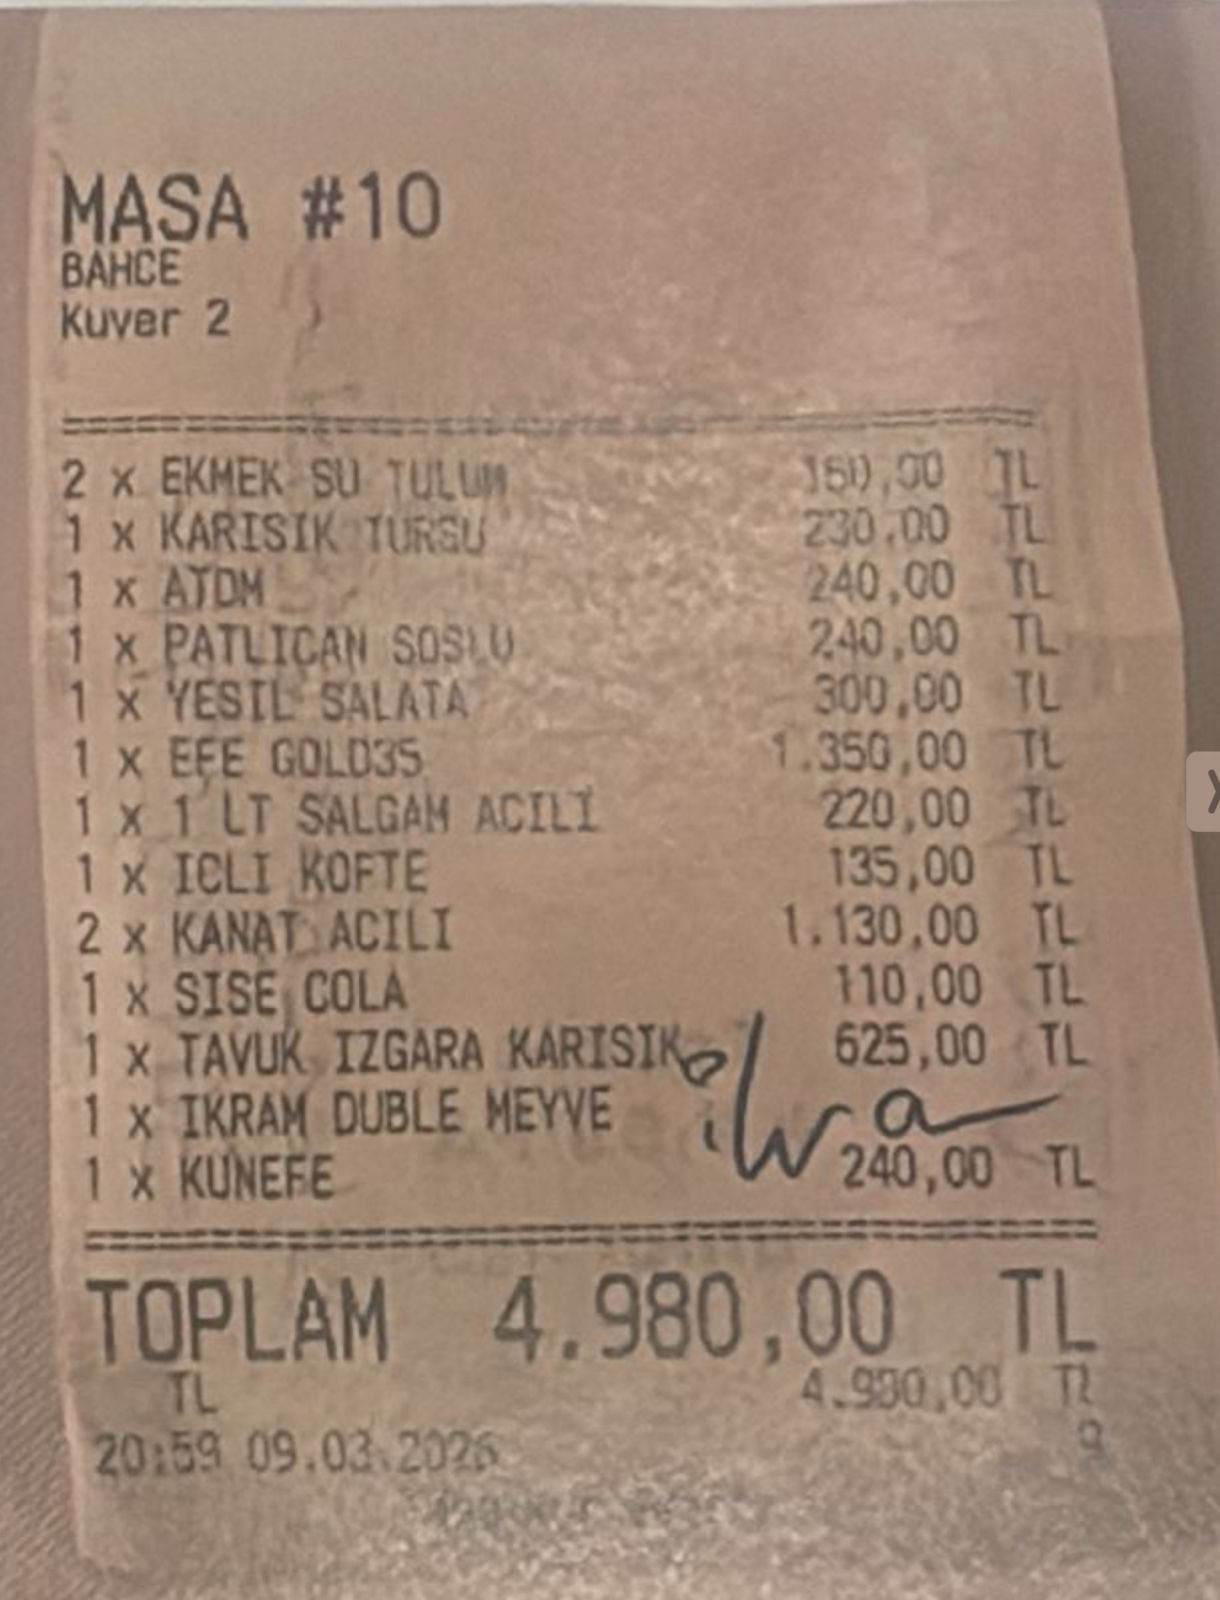 MASA #10
BAHCE
Kuver 2
2 x EKMEK SU TULUM 160,00 TL
1 x KARISIK TURSU 230,00 TL
1 x ATOM 240,00 TL
1 x PATLICAN SOSLU 240,00 TL
1 x YESIL SALATA 300,00 TL
1 x EFE GOLD35 1.350,00 TL
1 x 1 LT SALGAM ACILI 220,00 TL
1 x ICLI KOFTE 135,00 TL
2 x KANAT ACILI 1.130,00 TL
1 x SISE COLA 110,00 TL
1 x TAVUK IZGARA KARISIK 625,00 TL
1 x IKRAM DUBLE MEYVE
1 x KUNEFE 240,00 TL
TOPLAM 4.980,00 TL
TL 4.980,00 TL
20:59 09.03.2026 9